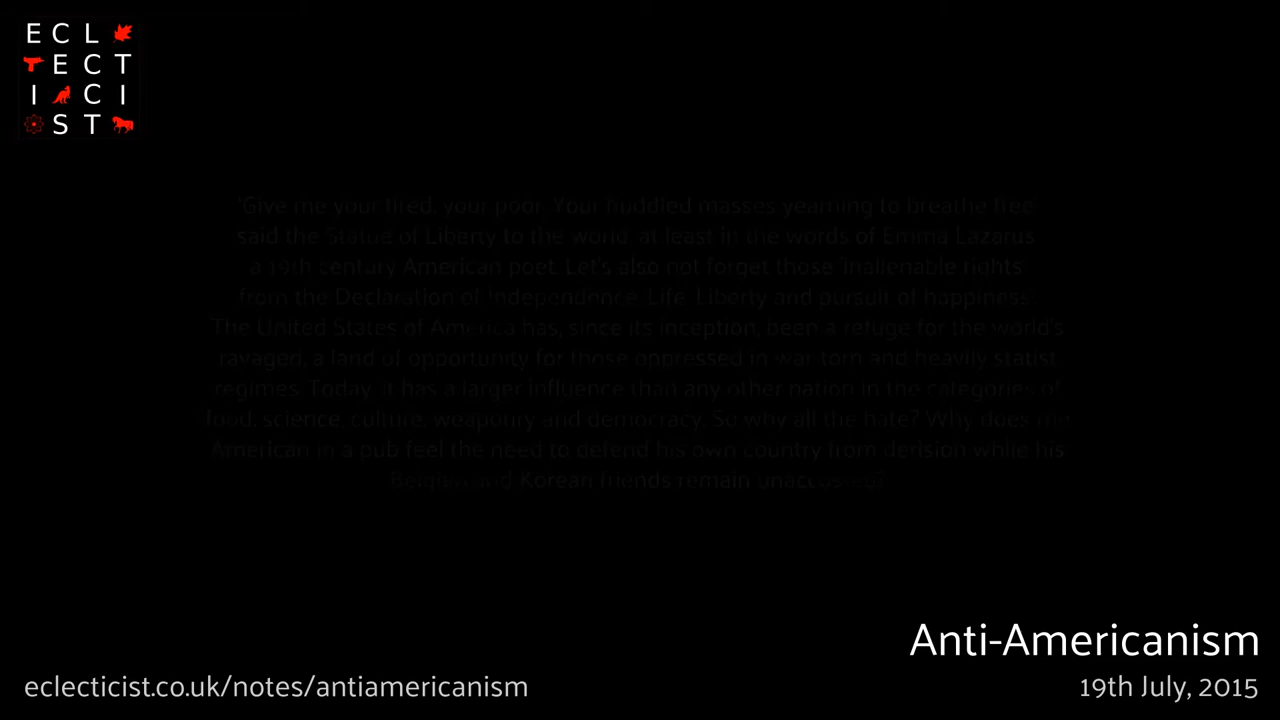 ECL
ECT
I CI
ST
'Give me your tired, your poor. Your huddled masses yearning to breathe free'
said the Statue of Liberty to the world, at least in the words of Emma Lazarus
a 19th century American poet. Let's also not forget those 'inalienable rights'
from the Declaration of Independence. Life, Liberty and pursuit of happiness.
The United States of America has, since its inception, been a refuge for the world's
ravaged, a land of opportunity for those oppressed in war torn and heavily statist
regimes. Today, it has a larger influence than any other nation in the categories of
food, science, culture, weaponry and democracy. So why all the hate? Why does
American in a pub feel the need to defend his own country from derision while his
Belgian and Korean friends remain unaccosted?
Anti-Americanism
eclecticist.co.uk/notes/antiamericanism
19th July, 2015